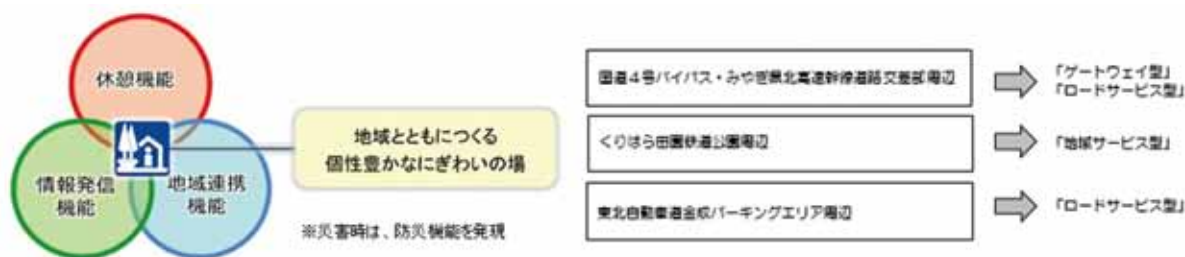 休憩機能
情報発信
機能
地域連携
機能
地域とともにつくる
個性豊かなにぎわいの場
※災害時は、防災機能を発現
国道4号バイパス・みやぎ県北高速幹線道路交差部周辺
「ゲートウェイ型」
「ロードサービス型」
くりはら田園鉄道公園周辺
「地域サービス型」
東北自動車道金成パーキングエリア周辺
「ロードサービス型」